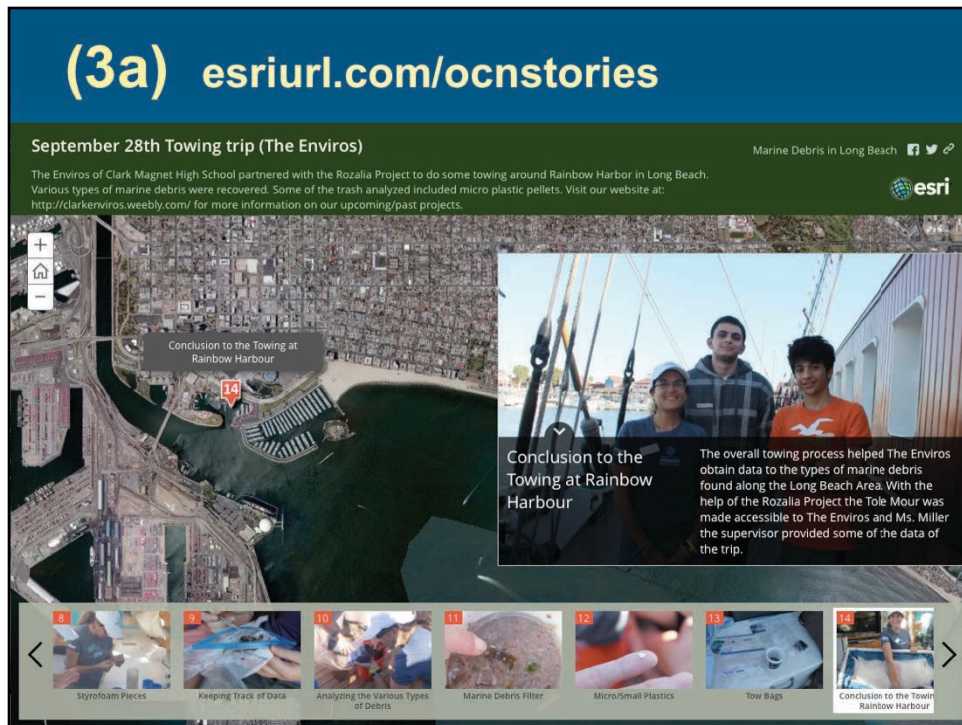 (3a) esriurl.com/ocnstories
September 28th Towing trip (The Enviros)
Marine Debris in Long Beach
The Enviros of Clark Magnet High School partnered with the Rozalia Project to do some towing around Rainbow Harbor in Long Beach.
Various types of marine debris were recovered. Some of the trash analyzed included micro plastic pellets. Visit our website at:
http://clarkenviros.weebly.com/ for more information on our upcoming/past projects.
esri
+
−
Conclusion to the Towing at
Rainbow Harbour
14
Conclusion to the
Towing at Rainbow
Harbour
The overall towing process helped The Enviros
obtain data to the types of marine debris
found along the Long Beach Area. With the
help of the Rozalia Project the Tole Mour was
made accessible to The Enviros and Ms. Miller
the supervisor provided some of the data of
the trip.
8
Styrofoam Pieces
9
Keeping Track of Data
10
Analyzing the Various Types
of Debris
11
Marine Debris Filter
12
Micro/Small Plastics
13
Tow Bags
14
Conclusion to the Towin
Rainbow Harbour